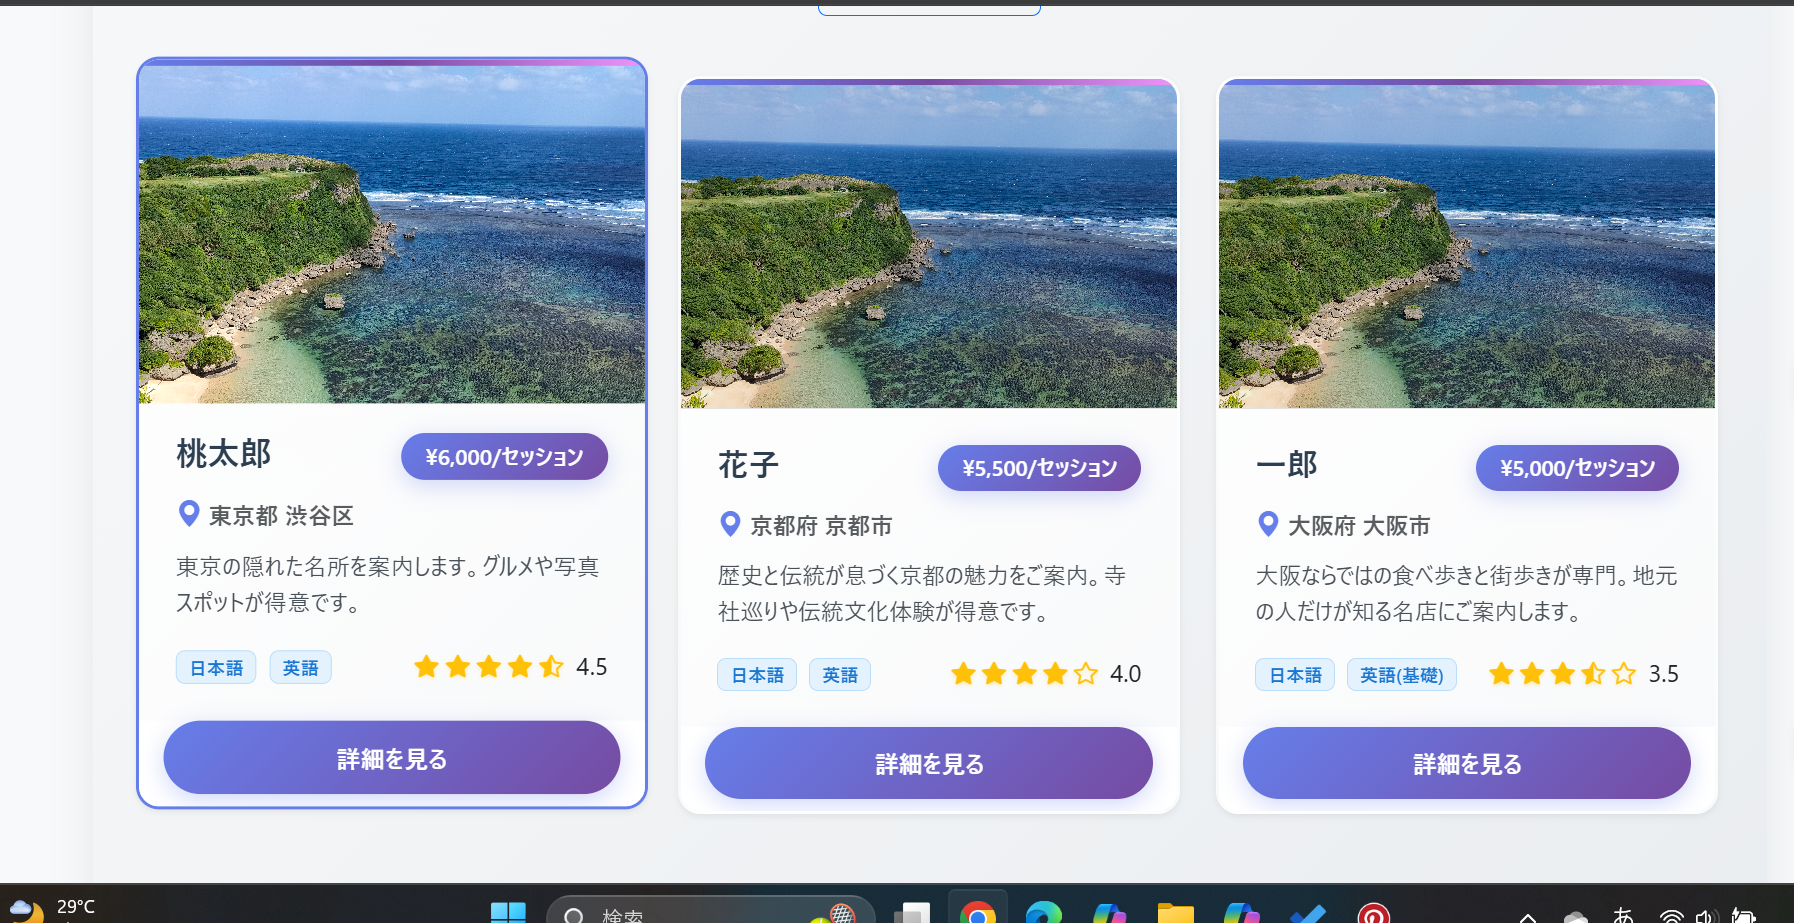 桃太郎
¥6,000/セッション
東京都 渋谷区
東京の隠れた名所を案内します。グルメや写真
スポットが得意です。
日本語
英語
4.5
詳細を見る
花子
¥5,500/セッション
京都府 京都市
歴史と伝統が息づく京都の魅力をご案内。寺
社巡りや伝統文化体験が得意です。
日本語
英語
4.0
詳細を見る
一郎
¥5,000/セッション
大阪府 大阪市
大阪ならではの食べ歩きと街歩きが専門。地元
の人だけが知る名店にご案内します。
日本語
英語(基礎)
3.5
詳細を見る
29°C
検索
あ